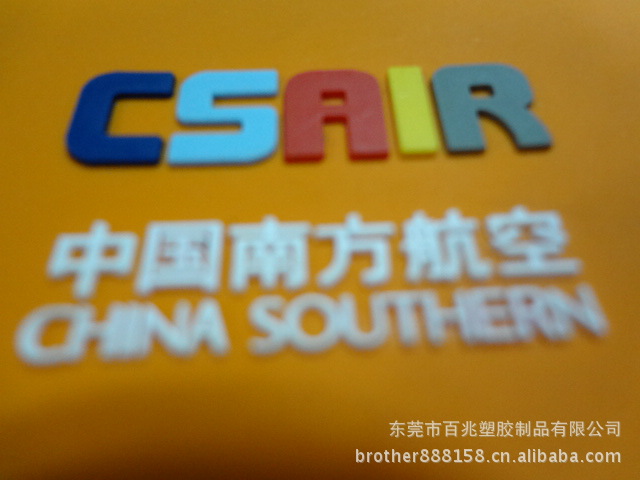 CSAIR
中国南方航空
CHINA SOUTHERN
东莞市百兆塑胶制品有限公司
brother888158.cn.alibaba.com